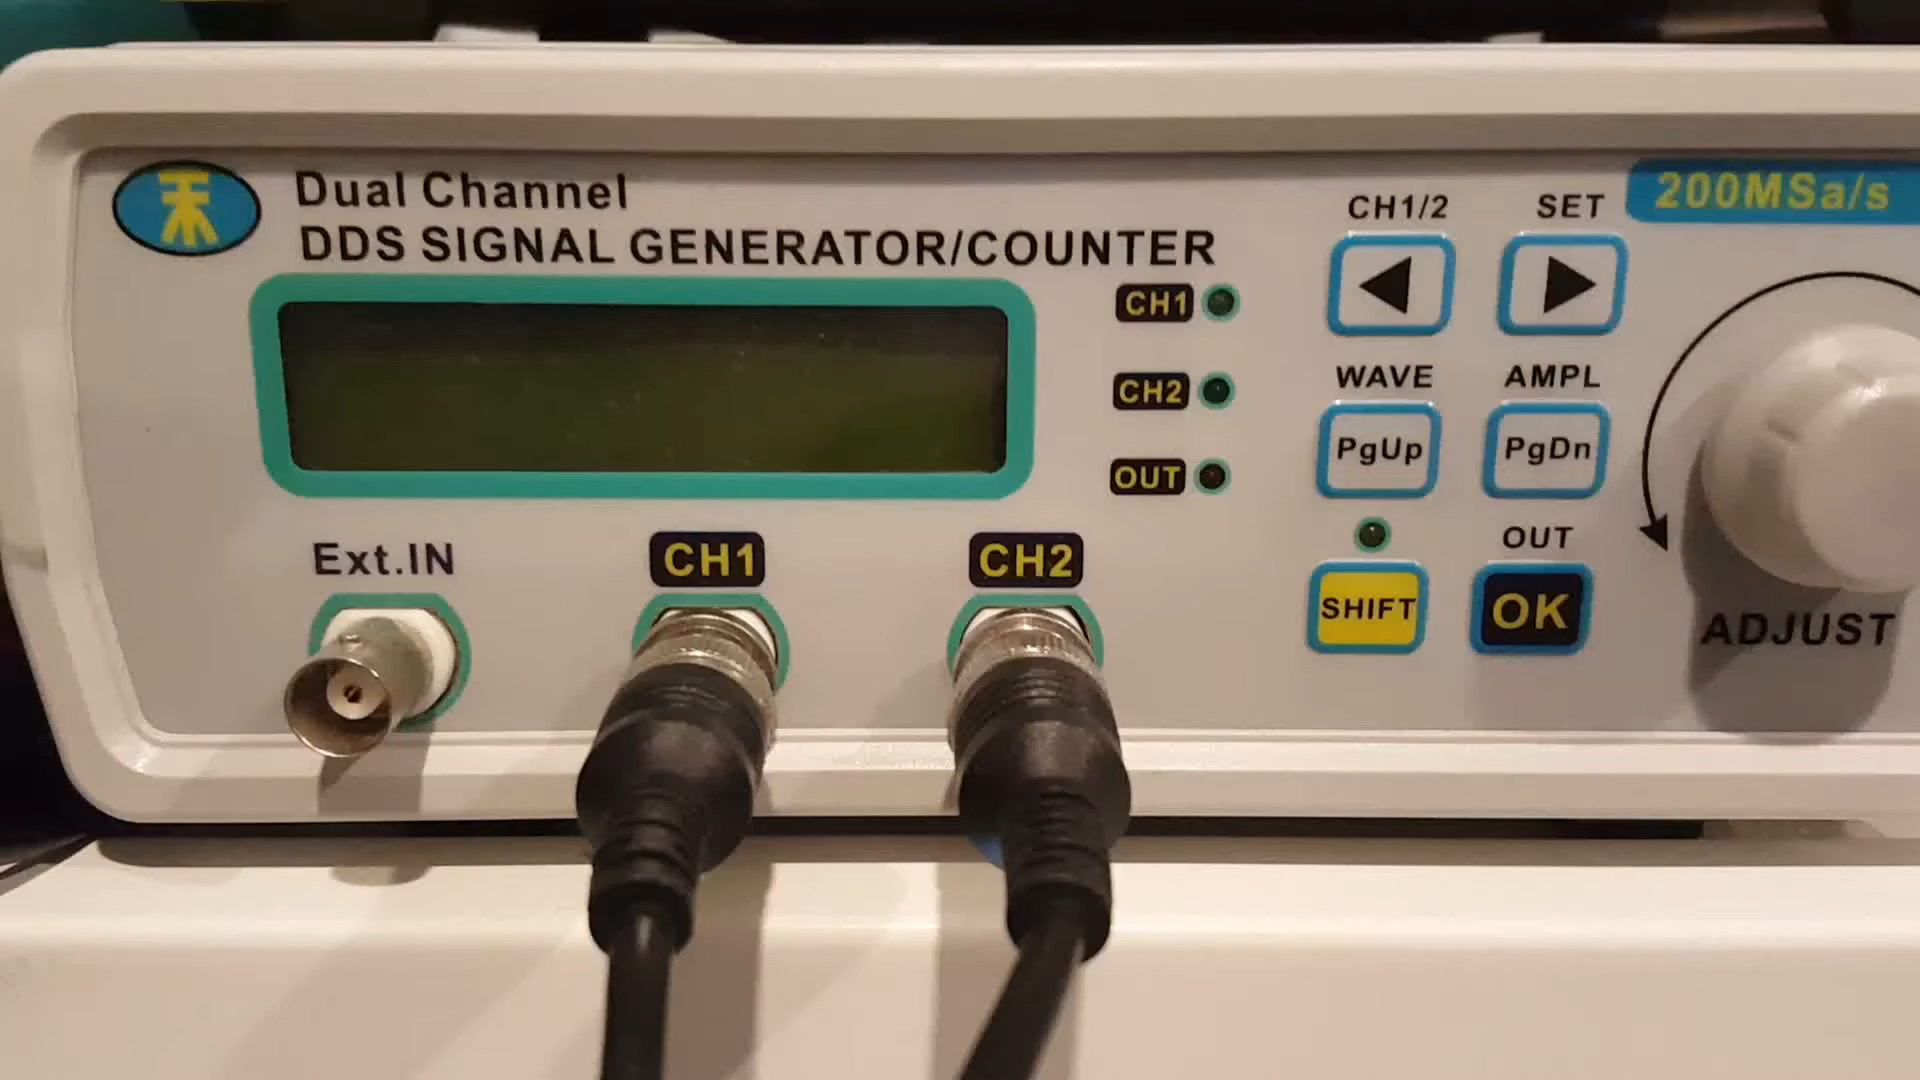 Dual Channel
DDS SIGNAL GENERATOR/COUNTER
CH1
CH2
OUT
Ext.IN
CH1
CH2
CH1/2
SET
WAVE
AMPL
PgUp
PgDn
OUT
SHIFT
OK
200MSa/s
ADJUST